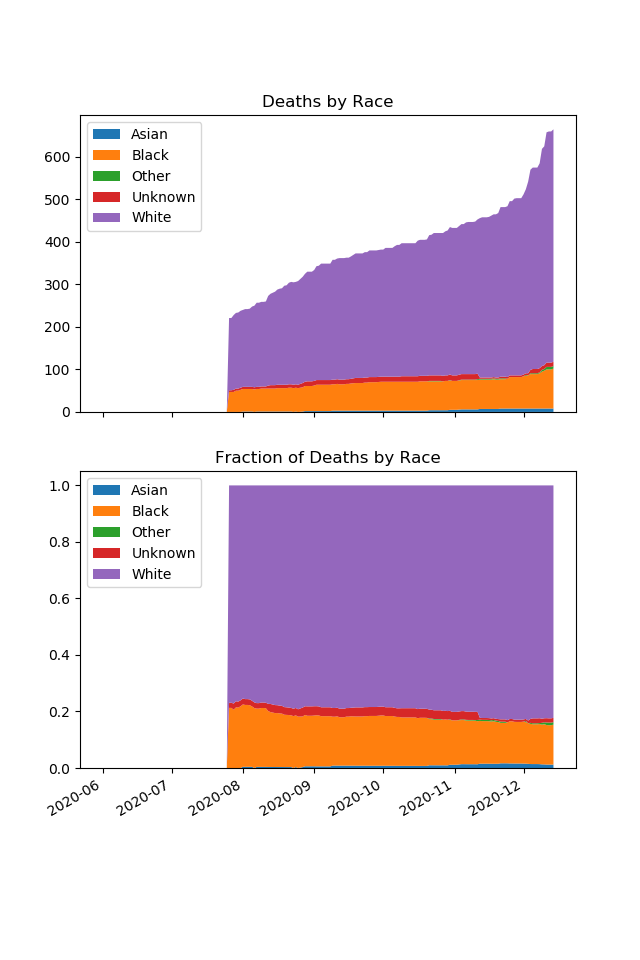 Deaths by Race
600
500
400
300
200
100
0
Asian
Black
Other
Unknown
White
Fraction of Deaths by Race
1.0
0.8
0.6
0.4
0.2
0.0
Asian
Black
Other
Unknown
White
2020-06
2020-07
2020-08
2020-09
2020-10
2020-11
2020-12